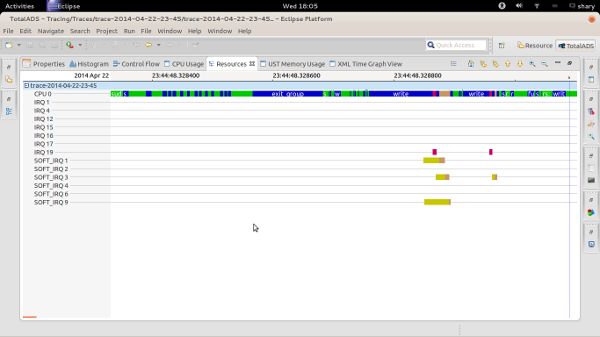 Activities Eclipse Wed 18:05 shary
TotalADS - Tracing/Traces/trace-2014-04-22-23-45/trace-2014-04-22-23-45... - Eclipse Platform
File Edit Navigate Search Project Run File Window Help Window Help
Quick Access Resource TotalADS
Properties Histogram Control Flow CPU Usage Resources UST Memory Usage XML Time Graph View
2014 Apr 22 23:44:48.328400 23:44:48.328600 23:44:48.328800
trace-2014-04-22-23-45
CPU 0 sud s exit_group s w write write
IRQ 1
IRQ 4
IRQ 12
IRQ 15
IRQ 16
IRQ 17
IRQ 19
SOFT_IRQ 1
SOFT_IRQ 2
SOFT_IRQ 3
SOFT_IRQ 4
SOFT_IRQ 6
SOFT_IRQ 9